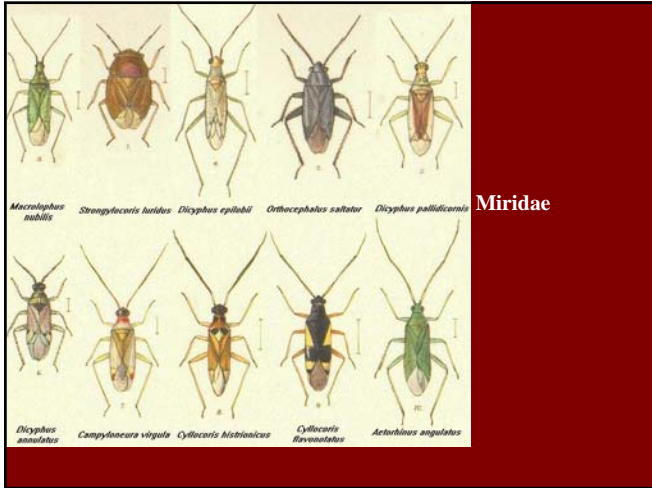 Macrolophus nubilis
Strongylocoris luridus
Dicyphus epilobii
Orthocephalus saltator
Dicyphus pallidicornis
Miridae
Dicyphus annulatus
Campyloneura virgula
Cyllocoris histrionicus
Cyllocoris flavonotatus
Aetorhinus angulatus